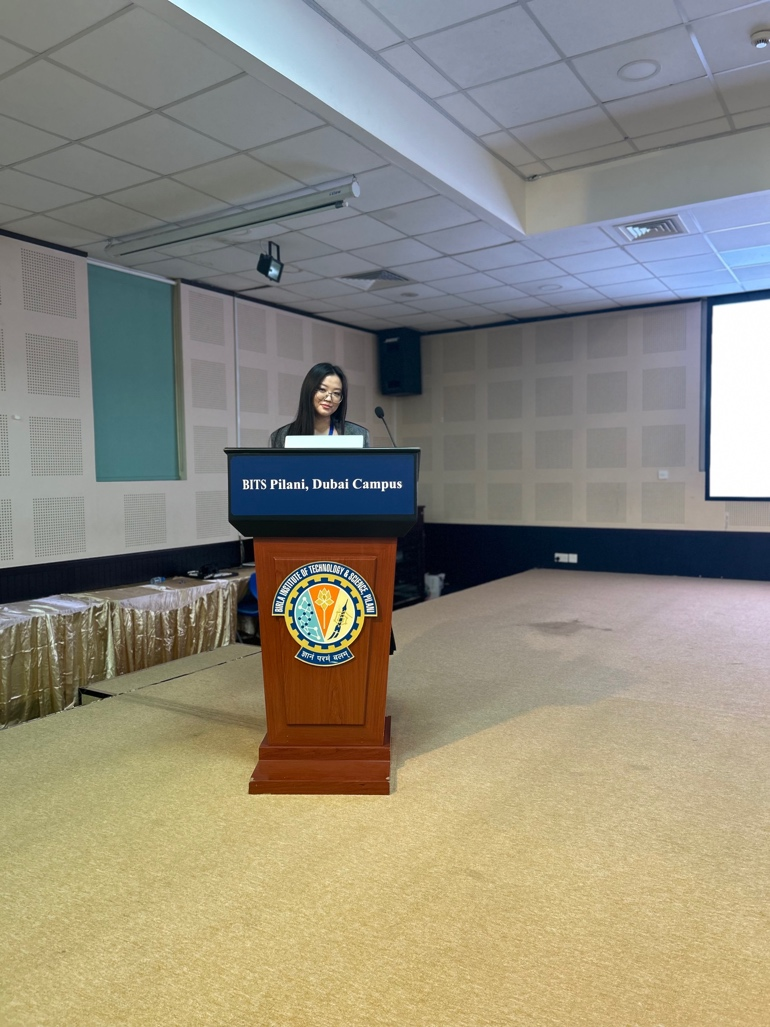 BITS Pilani, Dubai Campus
BIRLA INSTITUTE OF TECHNOLOGY & SCIENCE, PILANI
ज्ञानं परमं बलम्